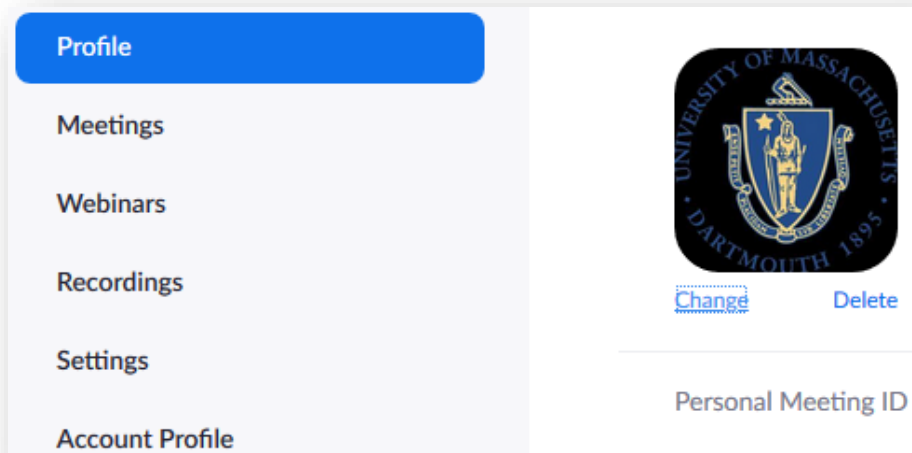 Profile
Meetings
Webinars
Recordings
Settings
Account Profile
UNIVERSITY OF MASSACHUSETTS
DARTMOUTH 1895
Change Delete
Personal Meeting ID